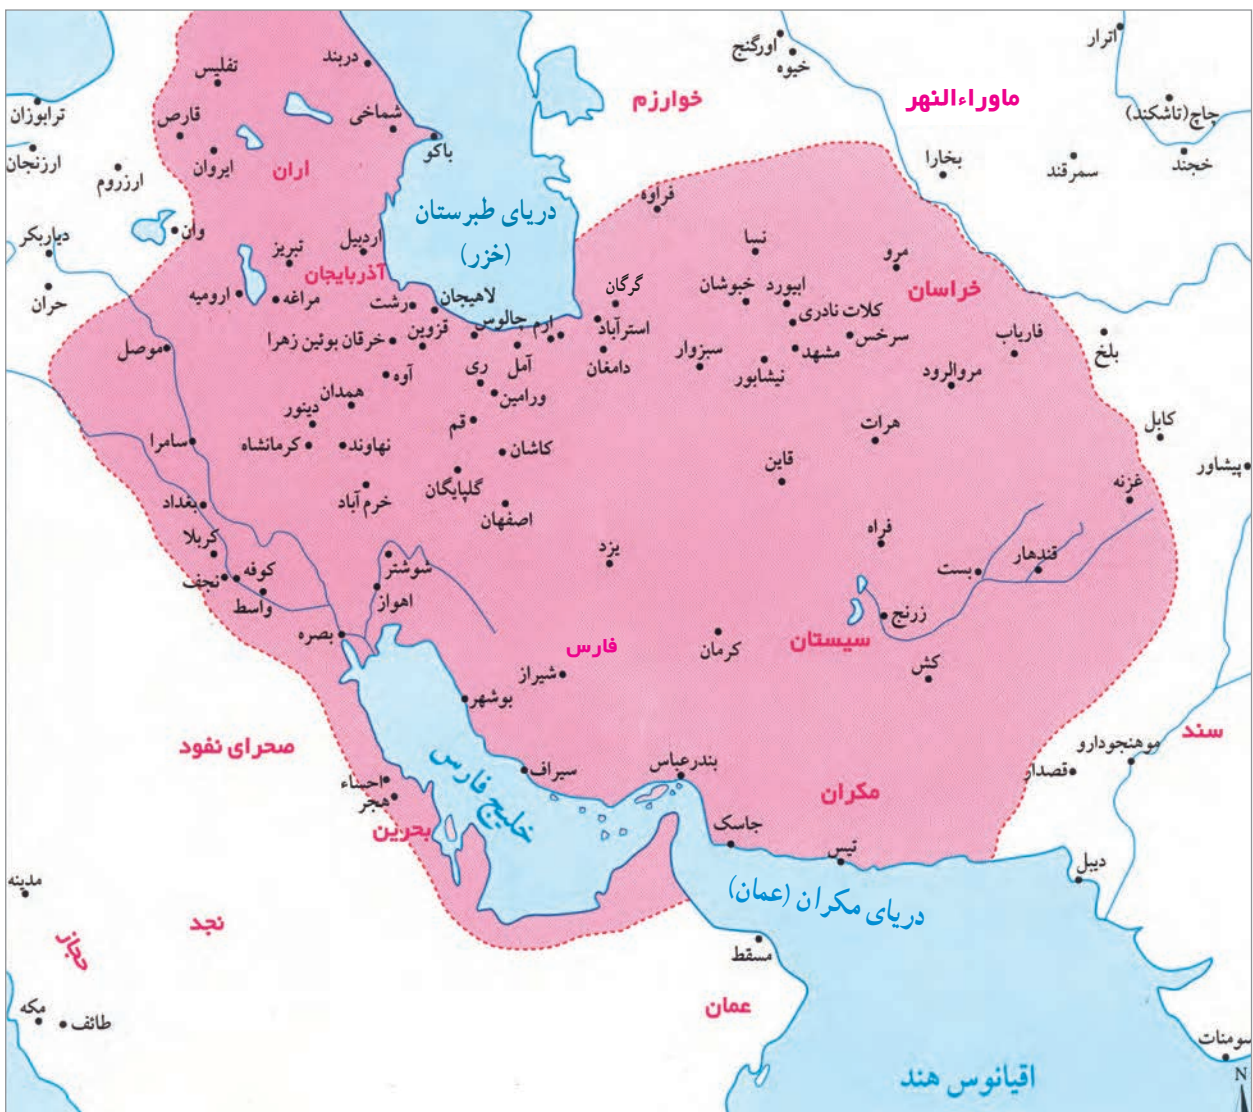 اترار
اورگنج
خیوه
دربند
تفلیس
ماوراءالنهر
خوارزم
چاچ(تاشکند)
شماخی
قارص
ترابوزان
باکو
خجند
سمرقند
بخارا
ایروان
ارزنجان
اران
ارزروم
فراوه
دریای طبرستان
(خزر)
وان
دیاربکر
نسا
مرو
اردبیل
تبریز
آذربایجان
خراسان
گرگان
خبوشان
ابیورد
لاهیجان
رشت
مراغه
ارومیه
حران
کلات نادری
استرآباد
ارم
چالوس
قزوین
خرقان بوئین زهرا
فاریاب
سرخس
بلخ
موصل
مشهد
سبزوار
نیشابور
دامغان
آمل
ری
آوه
مروالرود
ورامین
همدان
دینور
قم
کابل
هرات
سامرا
کرمانشاه
نهاوند
کاشان
پیشاور
قاین
غزنه
گلپایگان
خرم آباد
بغداد
اصفهان
فراه
یزد
کربلا
قندهار
بست
شوشتر
کوفه
نجف
اهواز
واسط
زرنج
بصره
سیستان
کرمان
فارس
کش
شیراز
بوشهر
سند
صحرای نفود
موهنجودارو
قصدار
بندرعباس
سیراف
خلیج فارس
احساء
هجر
مکران
بحرین
جاسک
تیس
دیبل
مدینه
دریای مکران (عمان)
نجد
حجاز
مسقط
عمان
مکه
طائف
سومنات
اقیانوس هند
N